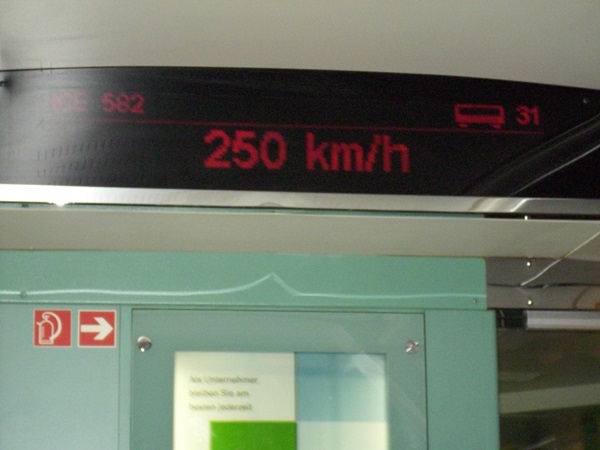 ICE 582
31
250 km/h
Als Unternehmer
bleiben Sie am
besten jederzeit